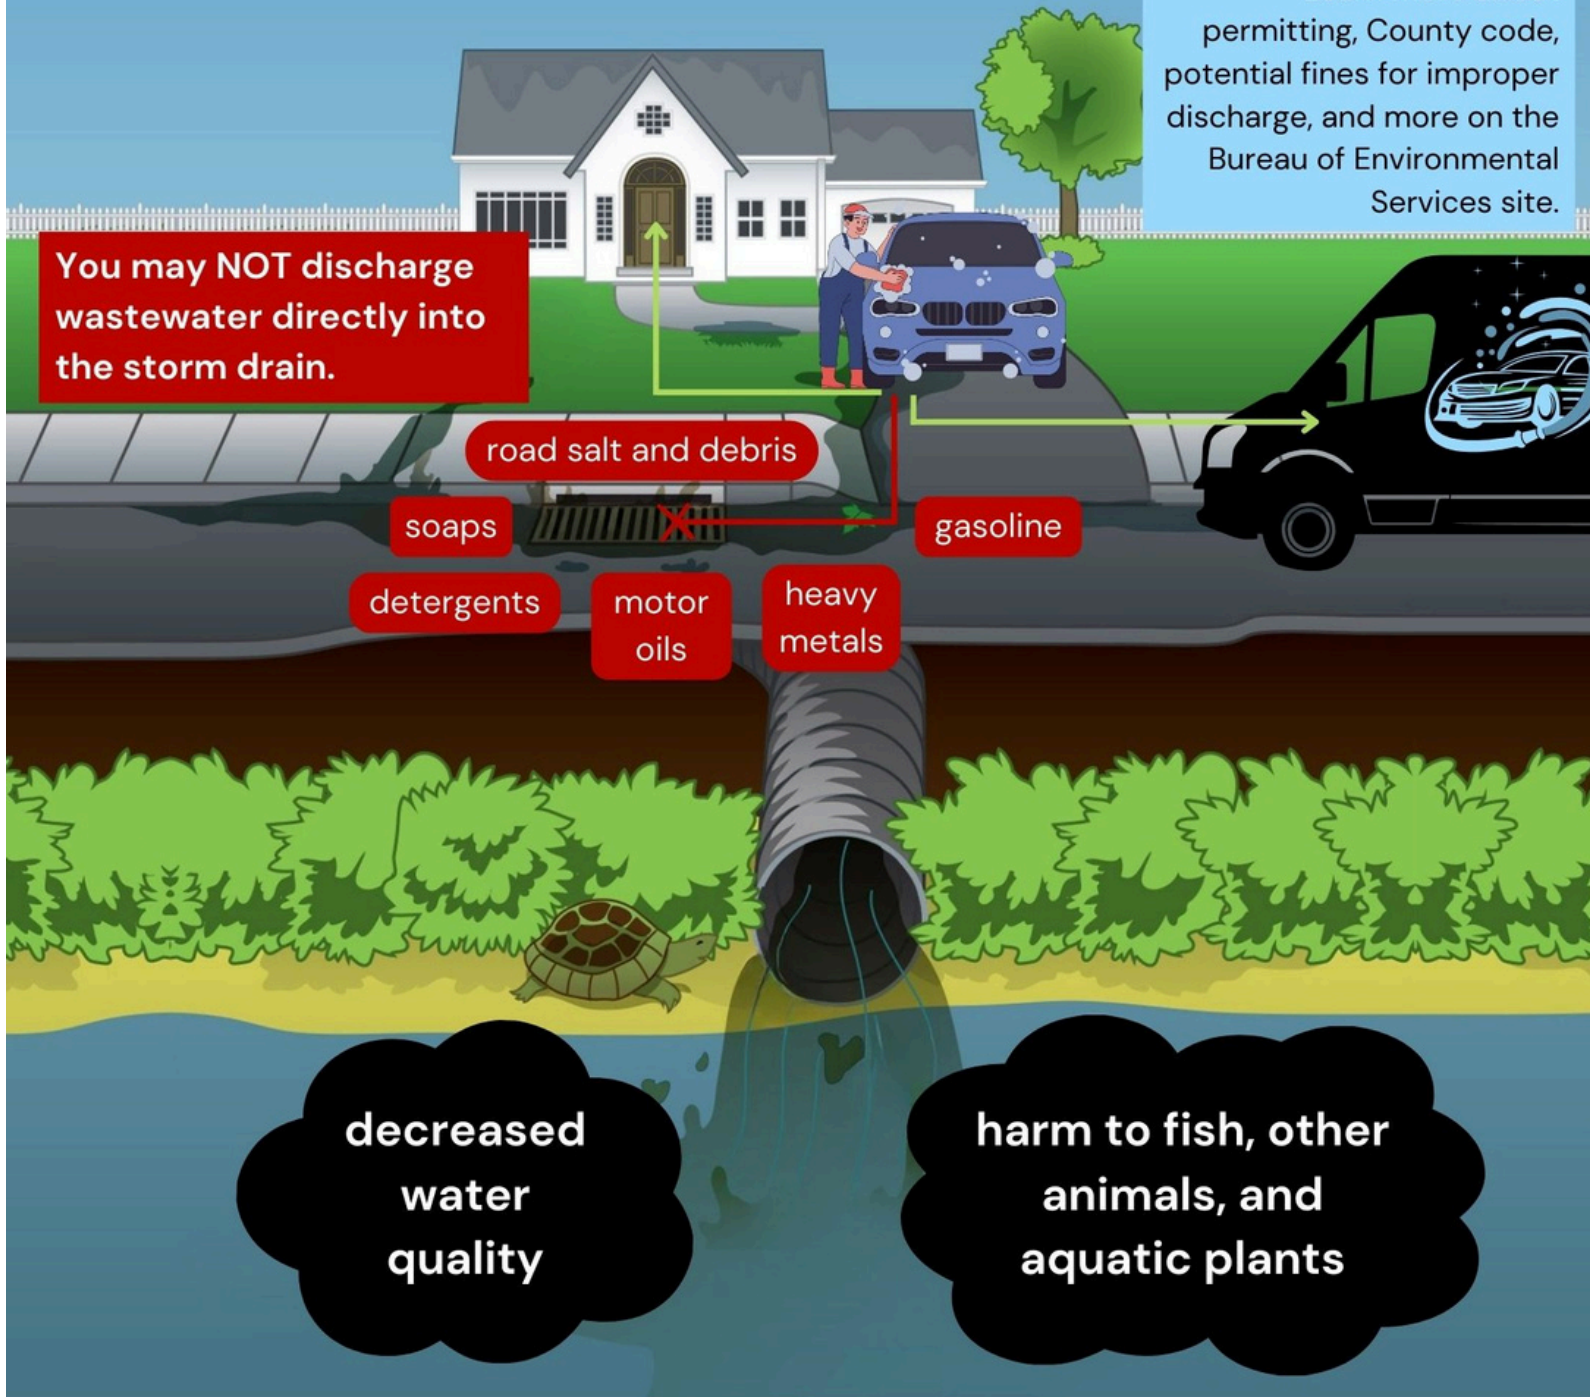 permitting, County code,
potential fines for improper
discharge, and more on the
Bureau of Environmental
Services site.
You may NOT discharge
wastewater directly into
the storm drain.
road salt and debris
soaps
gasoline
detergents
motor
oils
heavy
metals
decreased
water
quality
harm to fish, other
animals, and
aquatic plants